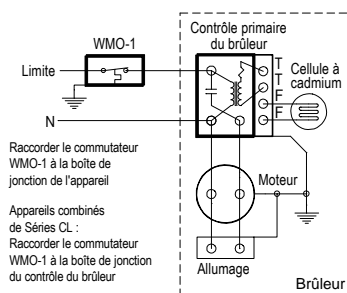 Contrôle primaire
du brûleur
WMO-1
Limite
T
T
F
F
Cellule à
cadmium
N
Raccorder le commutateur
WMO-1 à la boîte de
jonction de l'appareil
Moteur
Appareils combinés
de Séries CL :
Raccorder le commutateur
WMO-1 à la boîte de jonction
du contrôle du brûleur
Allumage
Brûleur